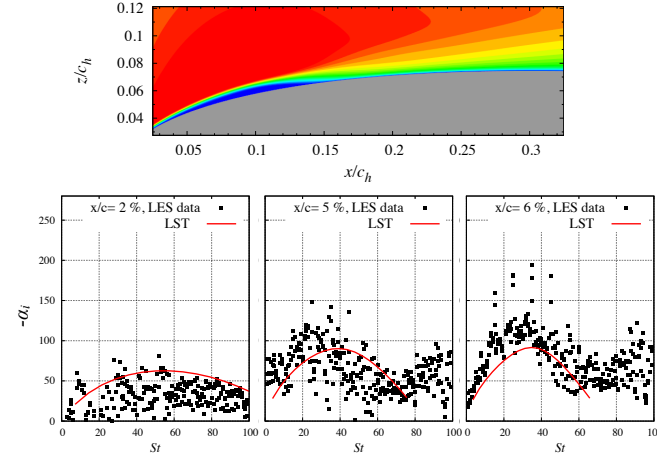 z/c_h
0.12
0.1
0.08
0.06
0.04
0.05 0.1 0.15 0.2 0.25 0.3
x/c_h
x/c= 2 %, LES data
LST
x/c= 5 %, LES data
LST
x/c= 6 %, LES data
LST
-α_i
250
200
150
100
50
0
0 20 40 60 80 100
0 20 40 60 80 100
0 20 40 60 80 100
St
St
St